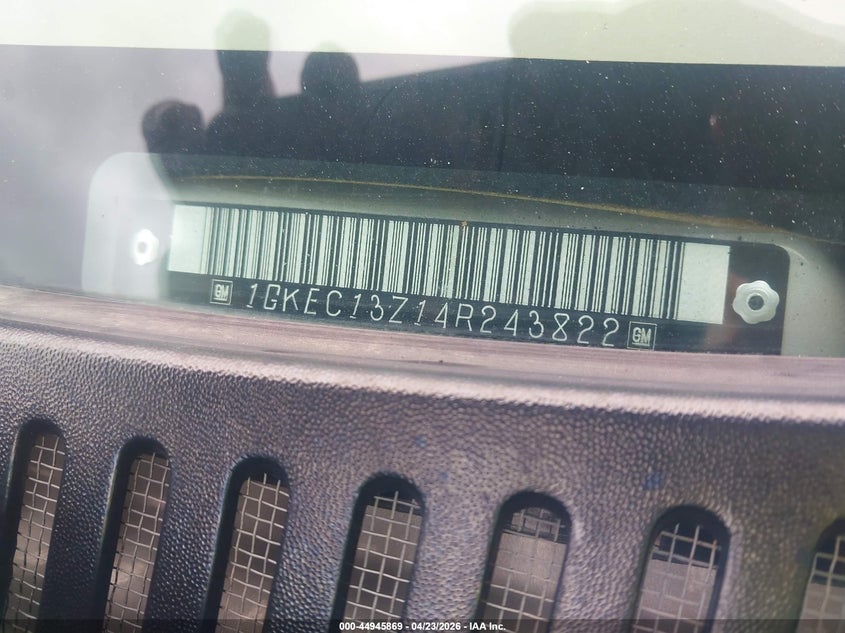 GM 1GKEC13Z14R243822 GM
000-44945869 - 04/23/2026 - IAA Inc.